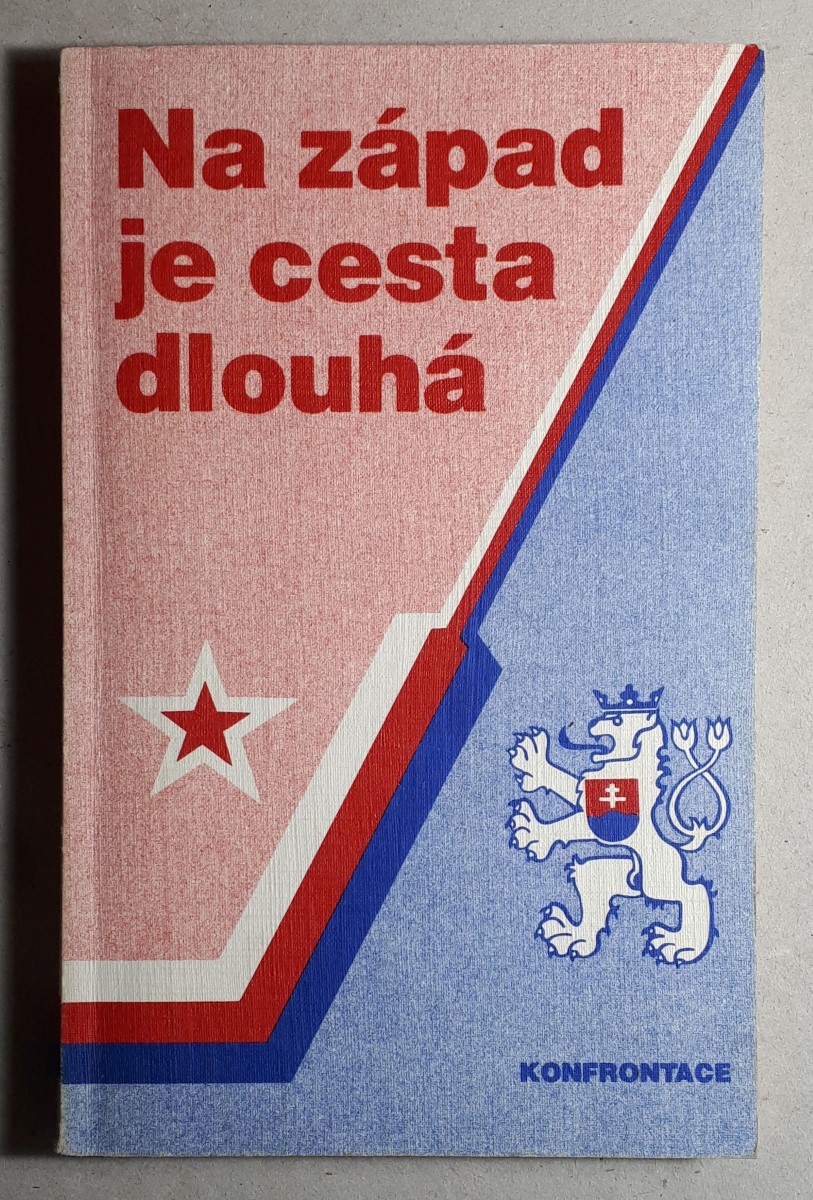 Na západ
je cesta
dlouhá
KONFRONTACE